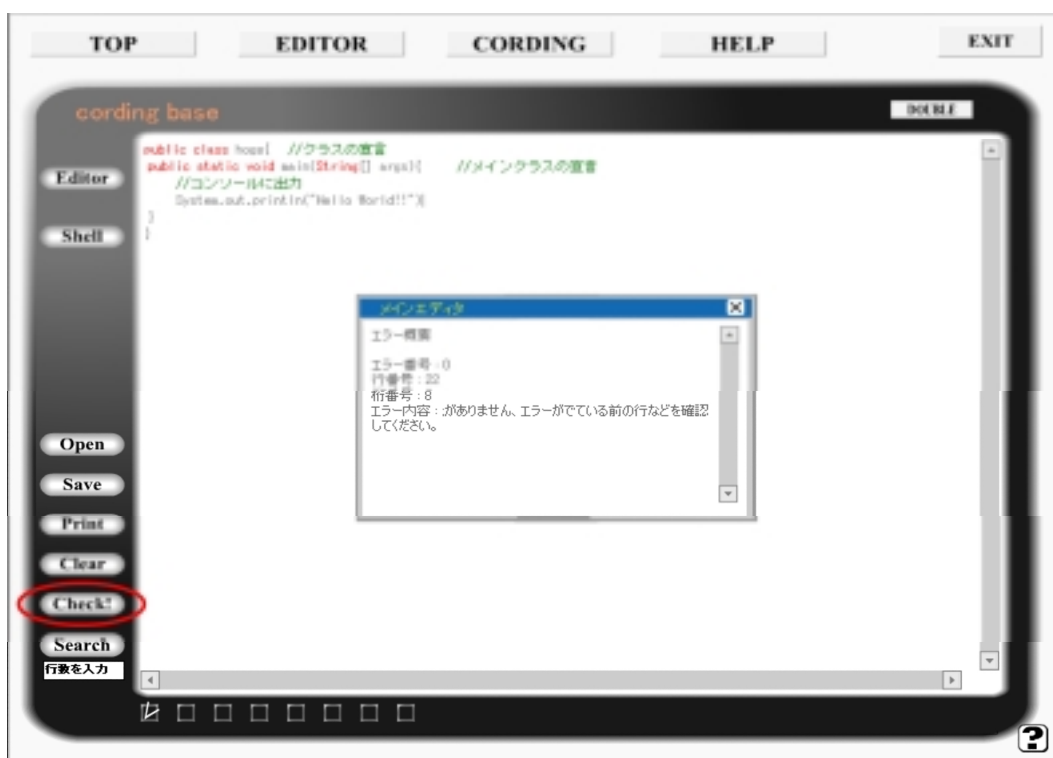 TOP EDITOR CORDING HELP EXIT
cording base DOUBLE
public class hoge{ //クラスの宣言
public static void main(String[] args){ //メインクラスの宣言
//コンソールに出力
System.out.println("Hello World!!")
}
}
Editor
Shell
メインエディタ
エラー概要
エラー番号:0
行番号:22
桁番号:8
エラー内容:;がありません、エラーがでている前の行などを確認
してください。
Open
Save
Print
Clear
Check!
Search
行数を入力
?